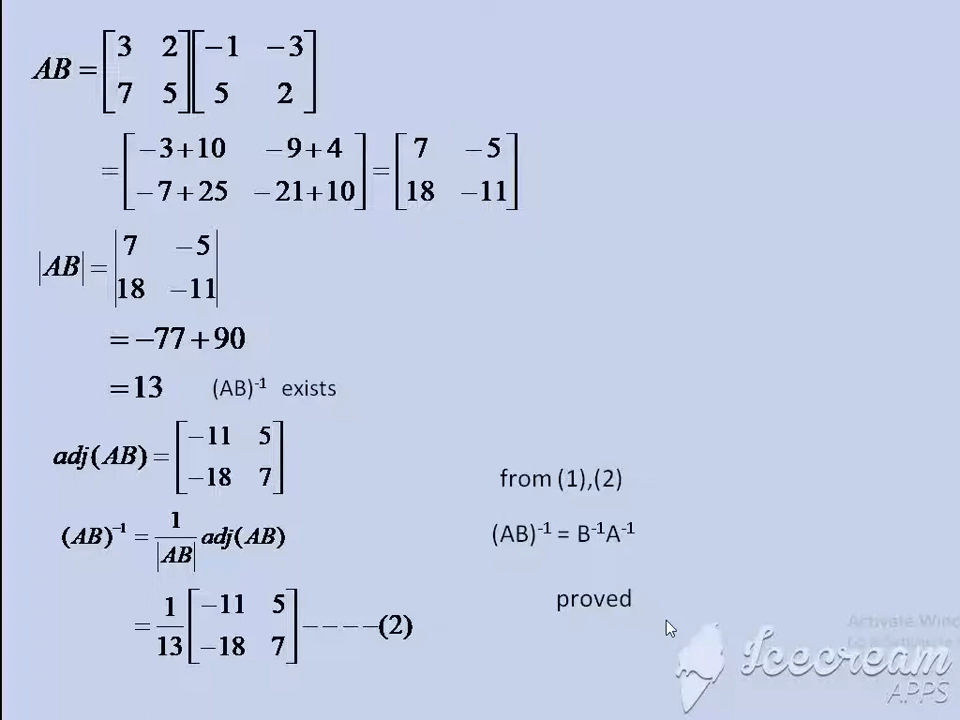 AB = [3 2 7 5] [−1 −3 5 2]
= [−3+10 −9+4 −7+25 −21+10] = [7 −5 18 −11]
|AB| = |7 −5 18 −11|
= −77+90
= 13 (AB)⁻¹ exists
adj(AB) = [−11 5 −18 7]
(AB)⁻¹ = 1/|AB| adj(AB)
= 1/13 [−11 5 −18 7] −−−−(2)
from (1),(2)
(AB)⁻¹ = B⁻¹A⁻¹
proved
Activate Wind
Icecream
APPS